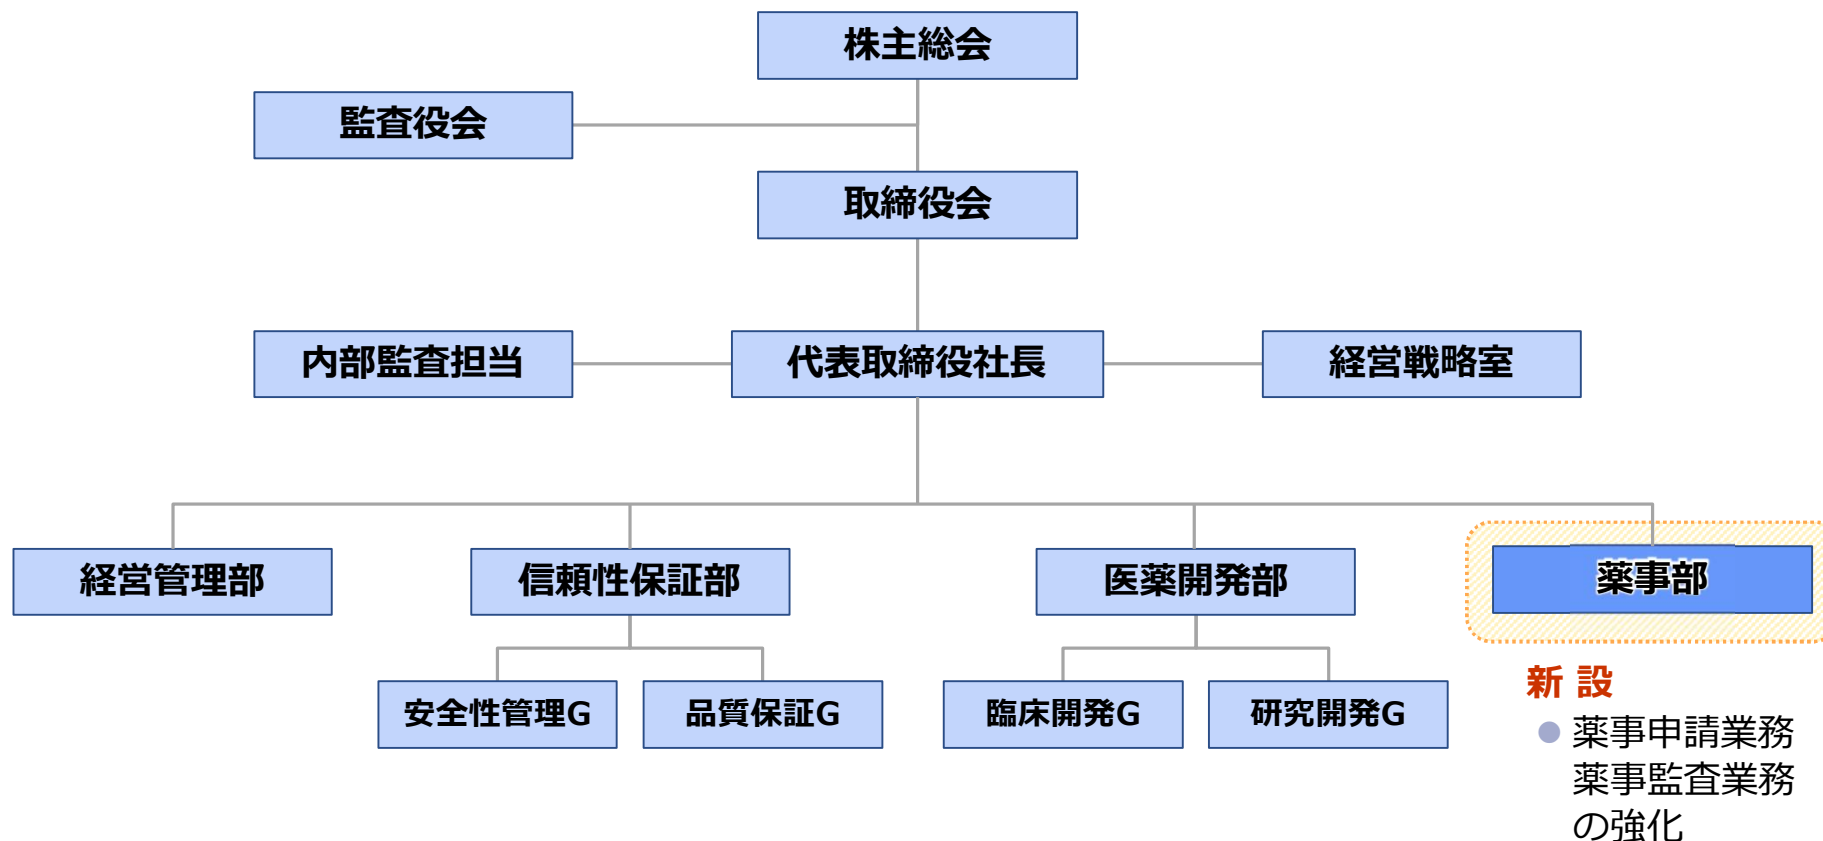 株主総会
監査役会
取締役会
内部監査担当
代表取締役社長
経営戦略室
経営管理部
信頼性保証部
医薬開発部
薬事部
安全性管理G
品質保証G
臨床開発G
研究開発G
新 設
● 薬事申請業務
薬事監査業務
の強化